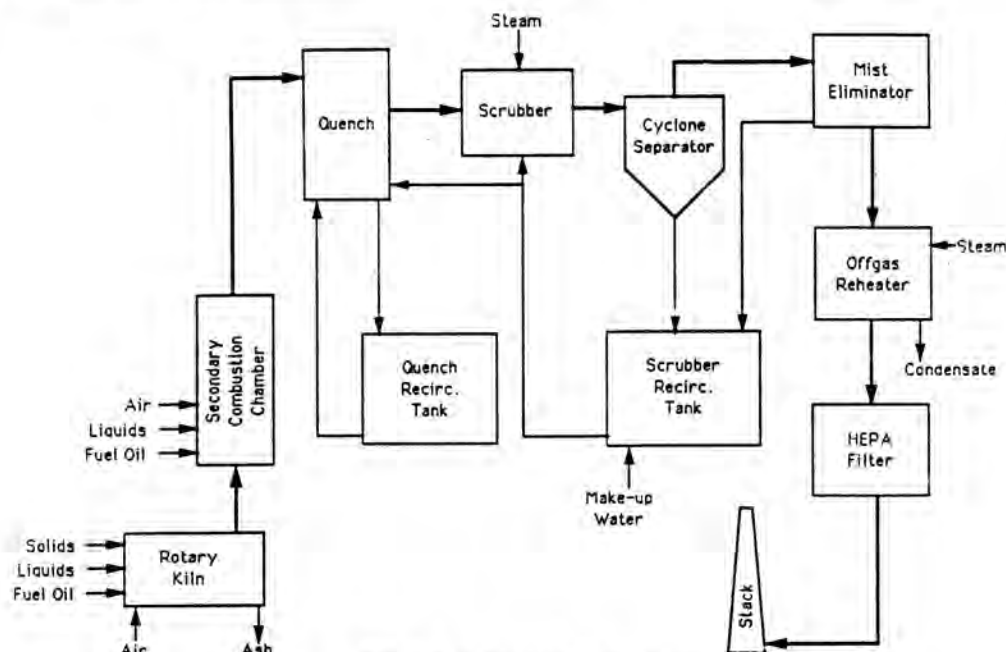 Steam
Mist
Eliminator
Quench
Scrubber
Cyclone
Separator
Steam
Offgas
Reheater
Secondary
Combustion
Chamber
Quench
Recirc.
Tank
Scrubber
Recirc.
Tank
Condensate
Air
Liquids
Fuel Oil
HEPA
Filter
Make-up
Water
Solids
Liquids
Fuel Oil
Rotary
Kiln
Stack
Air
Ash